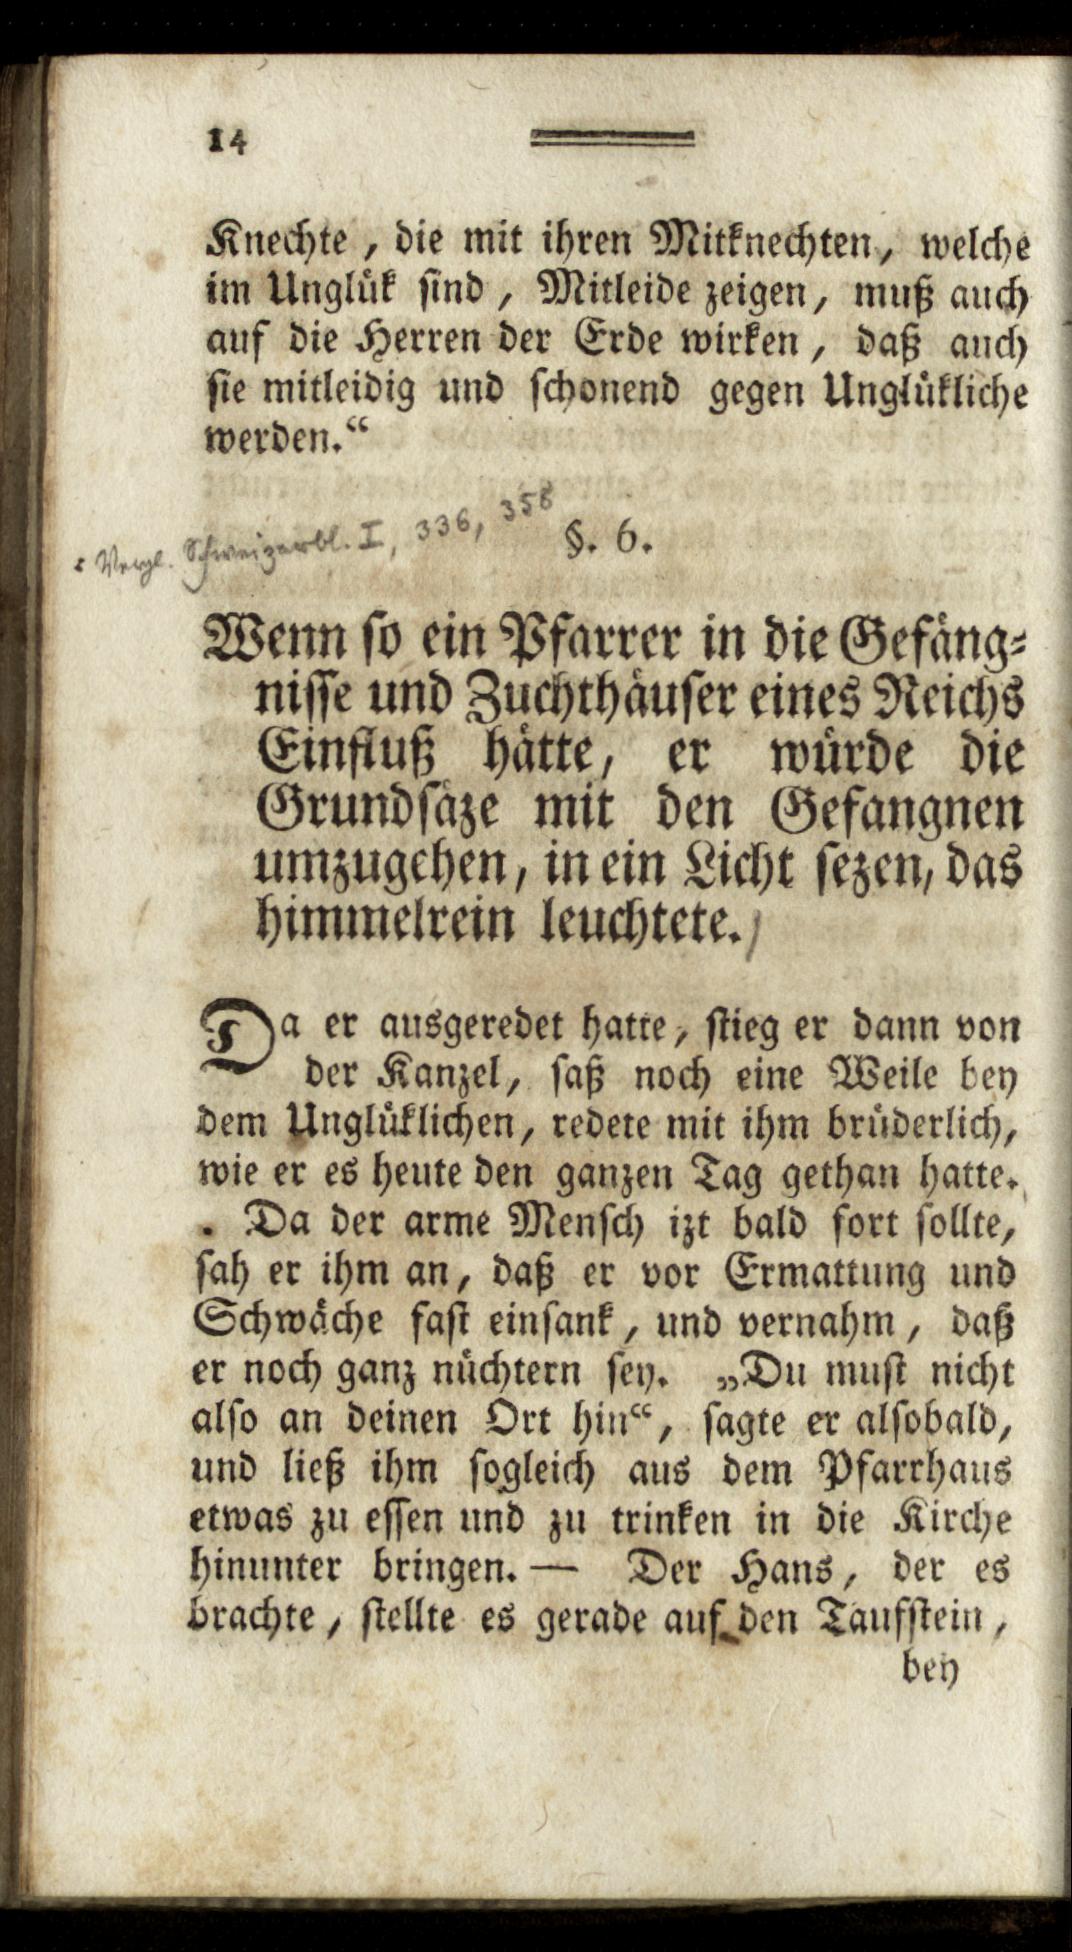 14
Knechte, die mit ihren Mitknechten, welche
im Unglük sind, Mitleide zeigen, muß auch
auf die Herren der Erde wirken, daß auch
sie mitleidig und schonend gegen Unglükliche
werden.“
Vergl. Schweizerbl. I, 336, 358
§. 6.
Wenn so ein Pfarrer in die Gefäng-
nisse und Zuchthäuser eines Reichs
Einfluß hätte, er würde die
Grundsäze mit den Gefangnen
umzugehen, in ein Licht sezen, das
himmelrein leuchtete.
Da er ausgeredet hatte, stieg er dann von
der Kanzel, saß noch eine Weile bey
dem Unglüklichen, redete mit ihm brüderlich,
wie er es heute den ganzen Tag gethan hatte.
. Da der arme Mensch izt bald fort sollte,
sah er ihm an, daß er vor Ermattung und
Schwäche fast einsank, und vernahm, daß
er noch ganz nüchtern sey. „Du must nicht
also an deinen Ort hin“, sagte er alsobald,
und ließ ihm sogleich aus dem Pfarrhaus
etwas zu essen und zu trinken in die Kirche
hinunter bringen. — Der Hans, der es
brachte, stellte es gerade auf den Taufstein,
bey